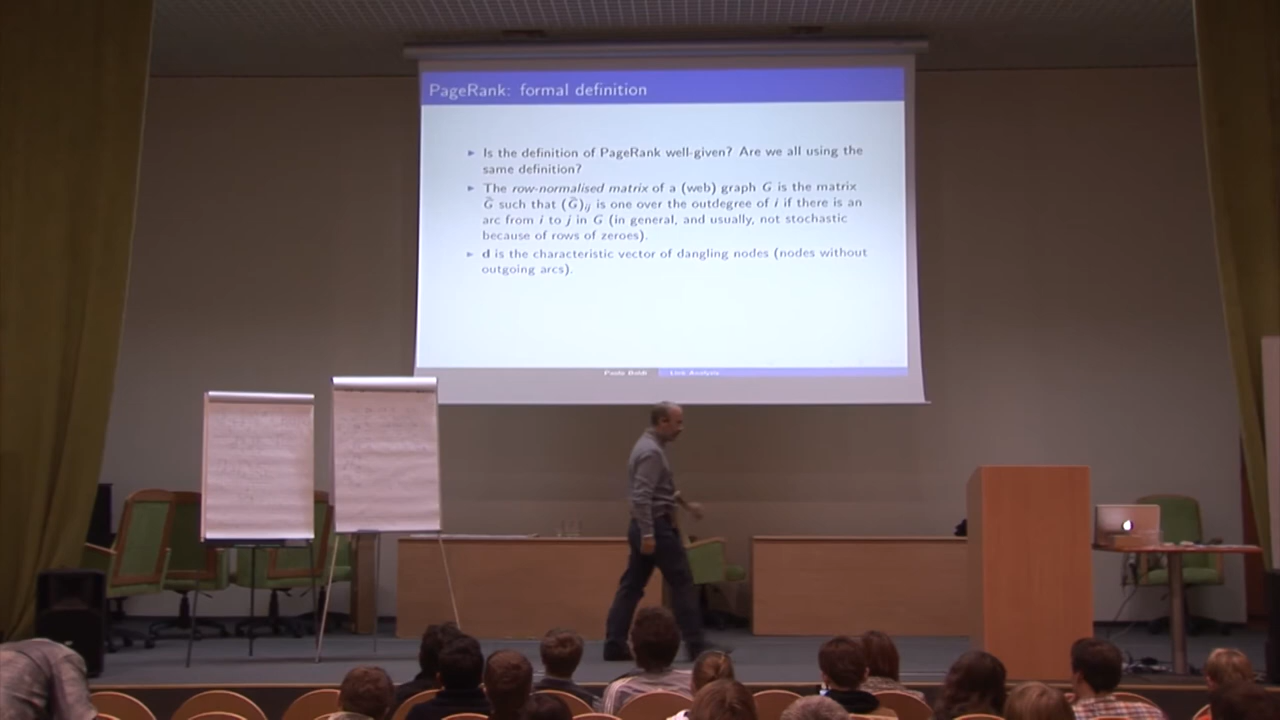 PageRank: formal definition
Is the definition of PageRank well-given? Are we all using the
same definition?
The row-normalised matrix of a (web) graph G is the matrix
G̅ such that (G̅)ij is one over the outdegree of i if there is an
arc from i to j in G (in general, and usually, not stochastic
because of rows of zeroes).
d is the characteristic vector of dangling nodes (nodes without
outgoing arcs).
Paolo Boldi Link Analysis